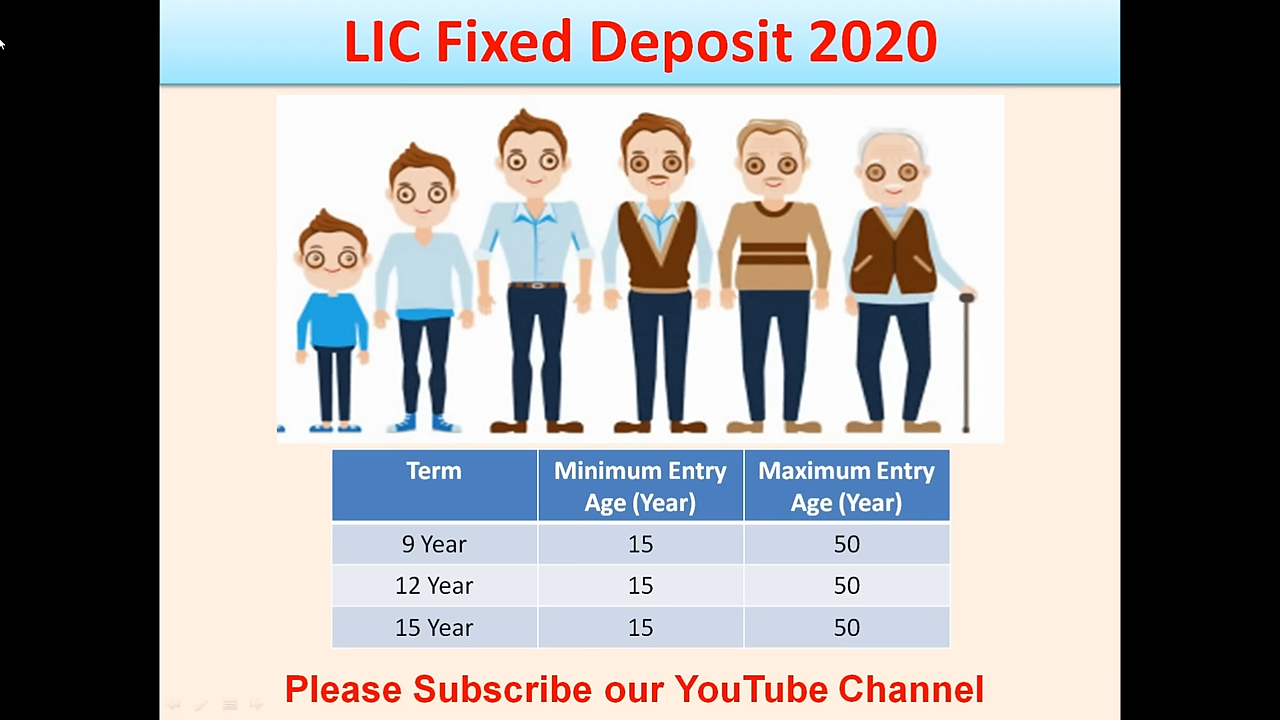 LIC Fixed Deposit 2020
Term Minimum Entry Age (Year) Maximum Entry Age (Year)
9 Year 15 50
12 Year 15 50
15 Year 15 50
Please Subscribe our YouTube Channel